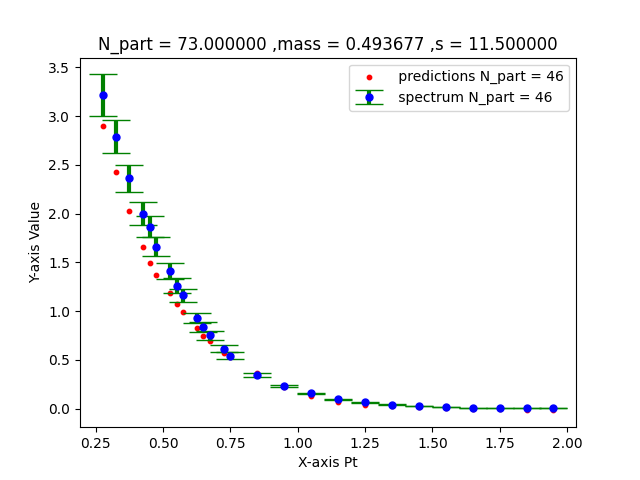 N_part = 73.000000 ,mass = 0.493677 ,s = 11.500000
predictions N_part = 46
spectrum N_part = 46
Y-axis Value
3.5
3.0
2.5
2.0
1.5
1.0
0.5
0.0
0.25 0.50 0.75 1.00 1.25 1.50 1.75 2.00
X-axis Pt